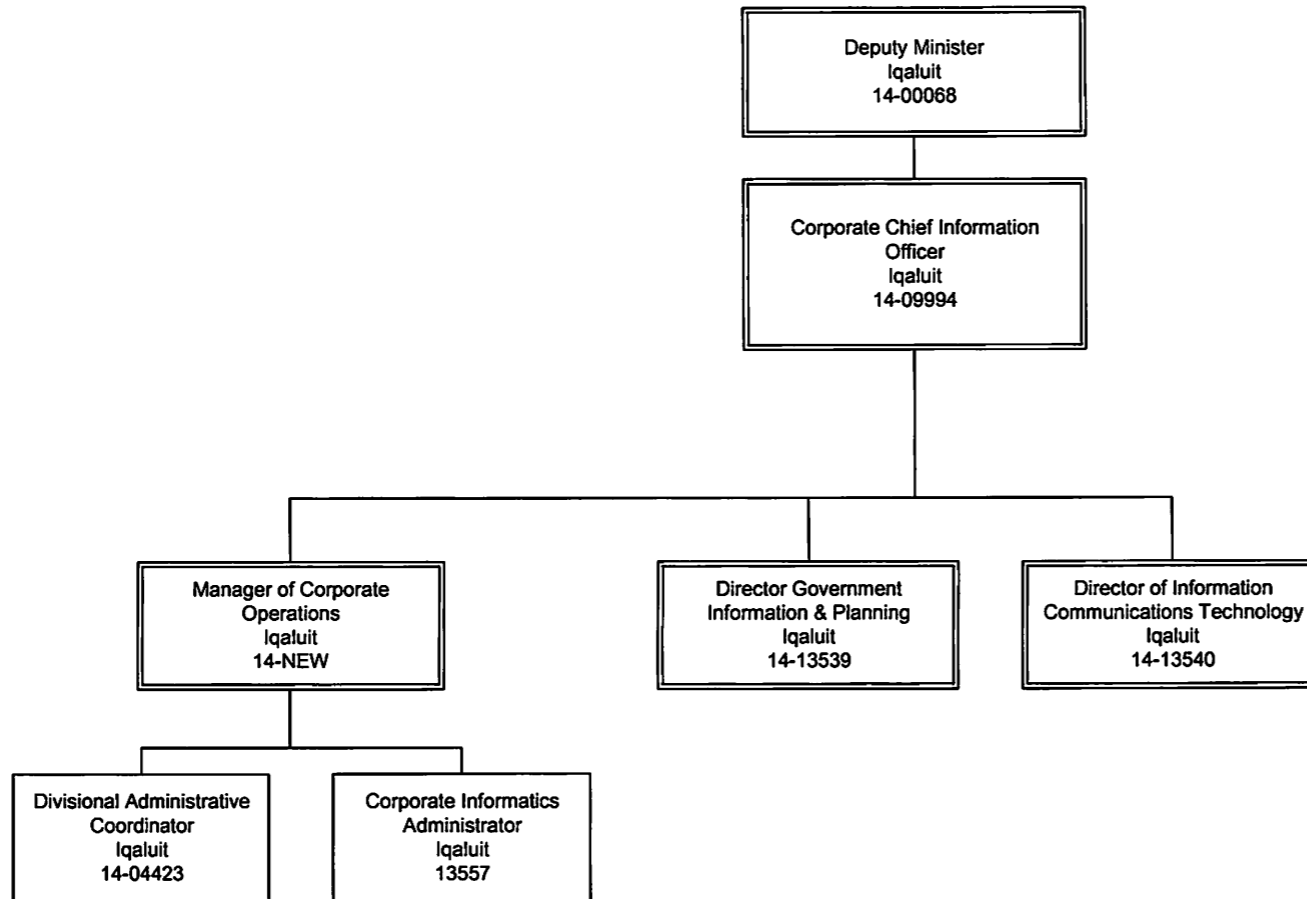 Deputy Minister
Iqaluit
14-00068
Corporate Chief Information
Officer
Iqaluit
14-09994
Manager of Corporate
Operations
Iqaluit
14-NEW
Director Government
Information & Planning
Iqaluit
14-13539
Director of Information
Communications Technology
Iqaluit
14-13540
Divisional Administrative
Coordinator
Iqaluit
14-04423
Corporate Informatics
Administrator
Iqaluit
13557